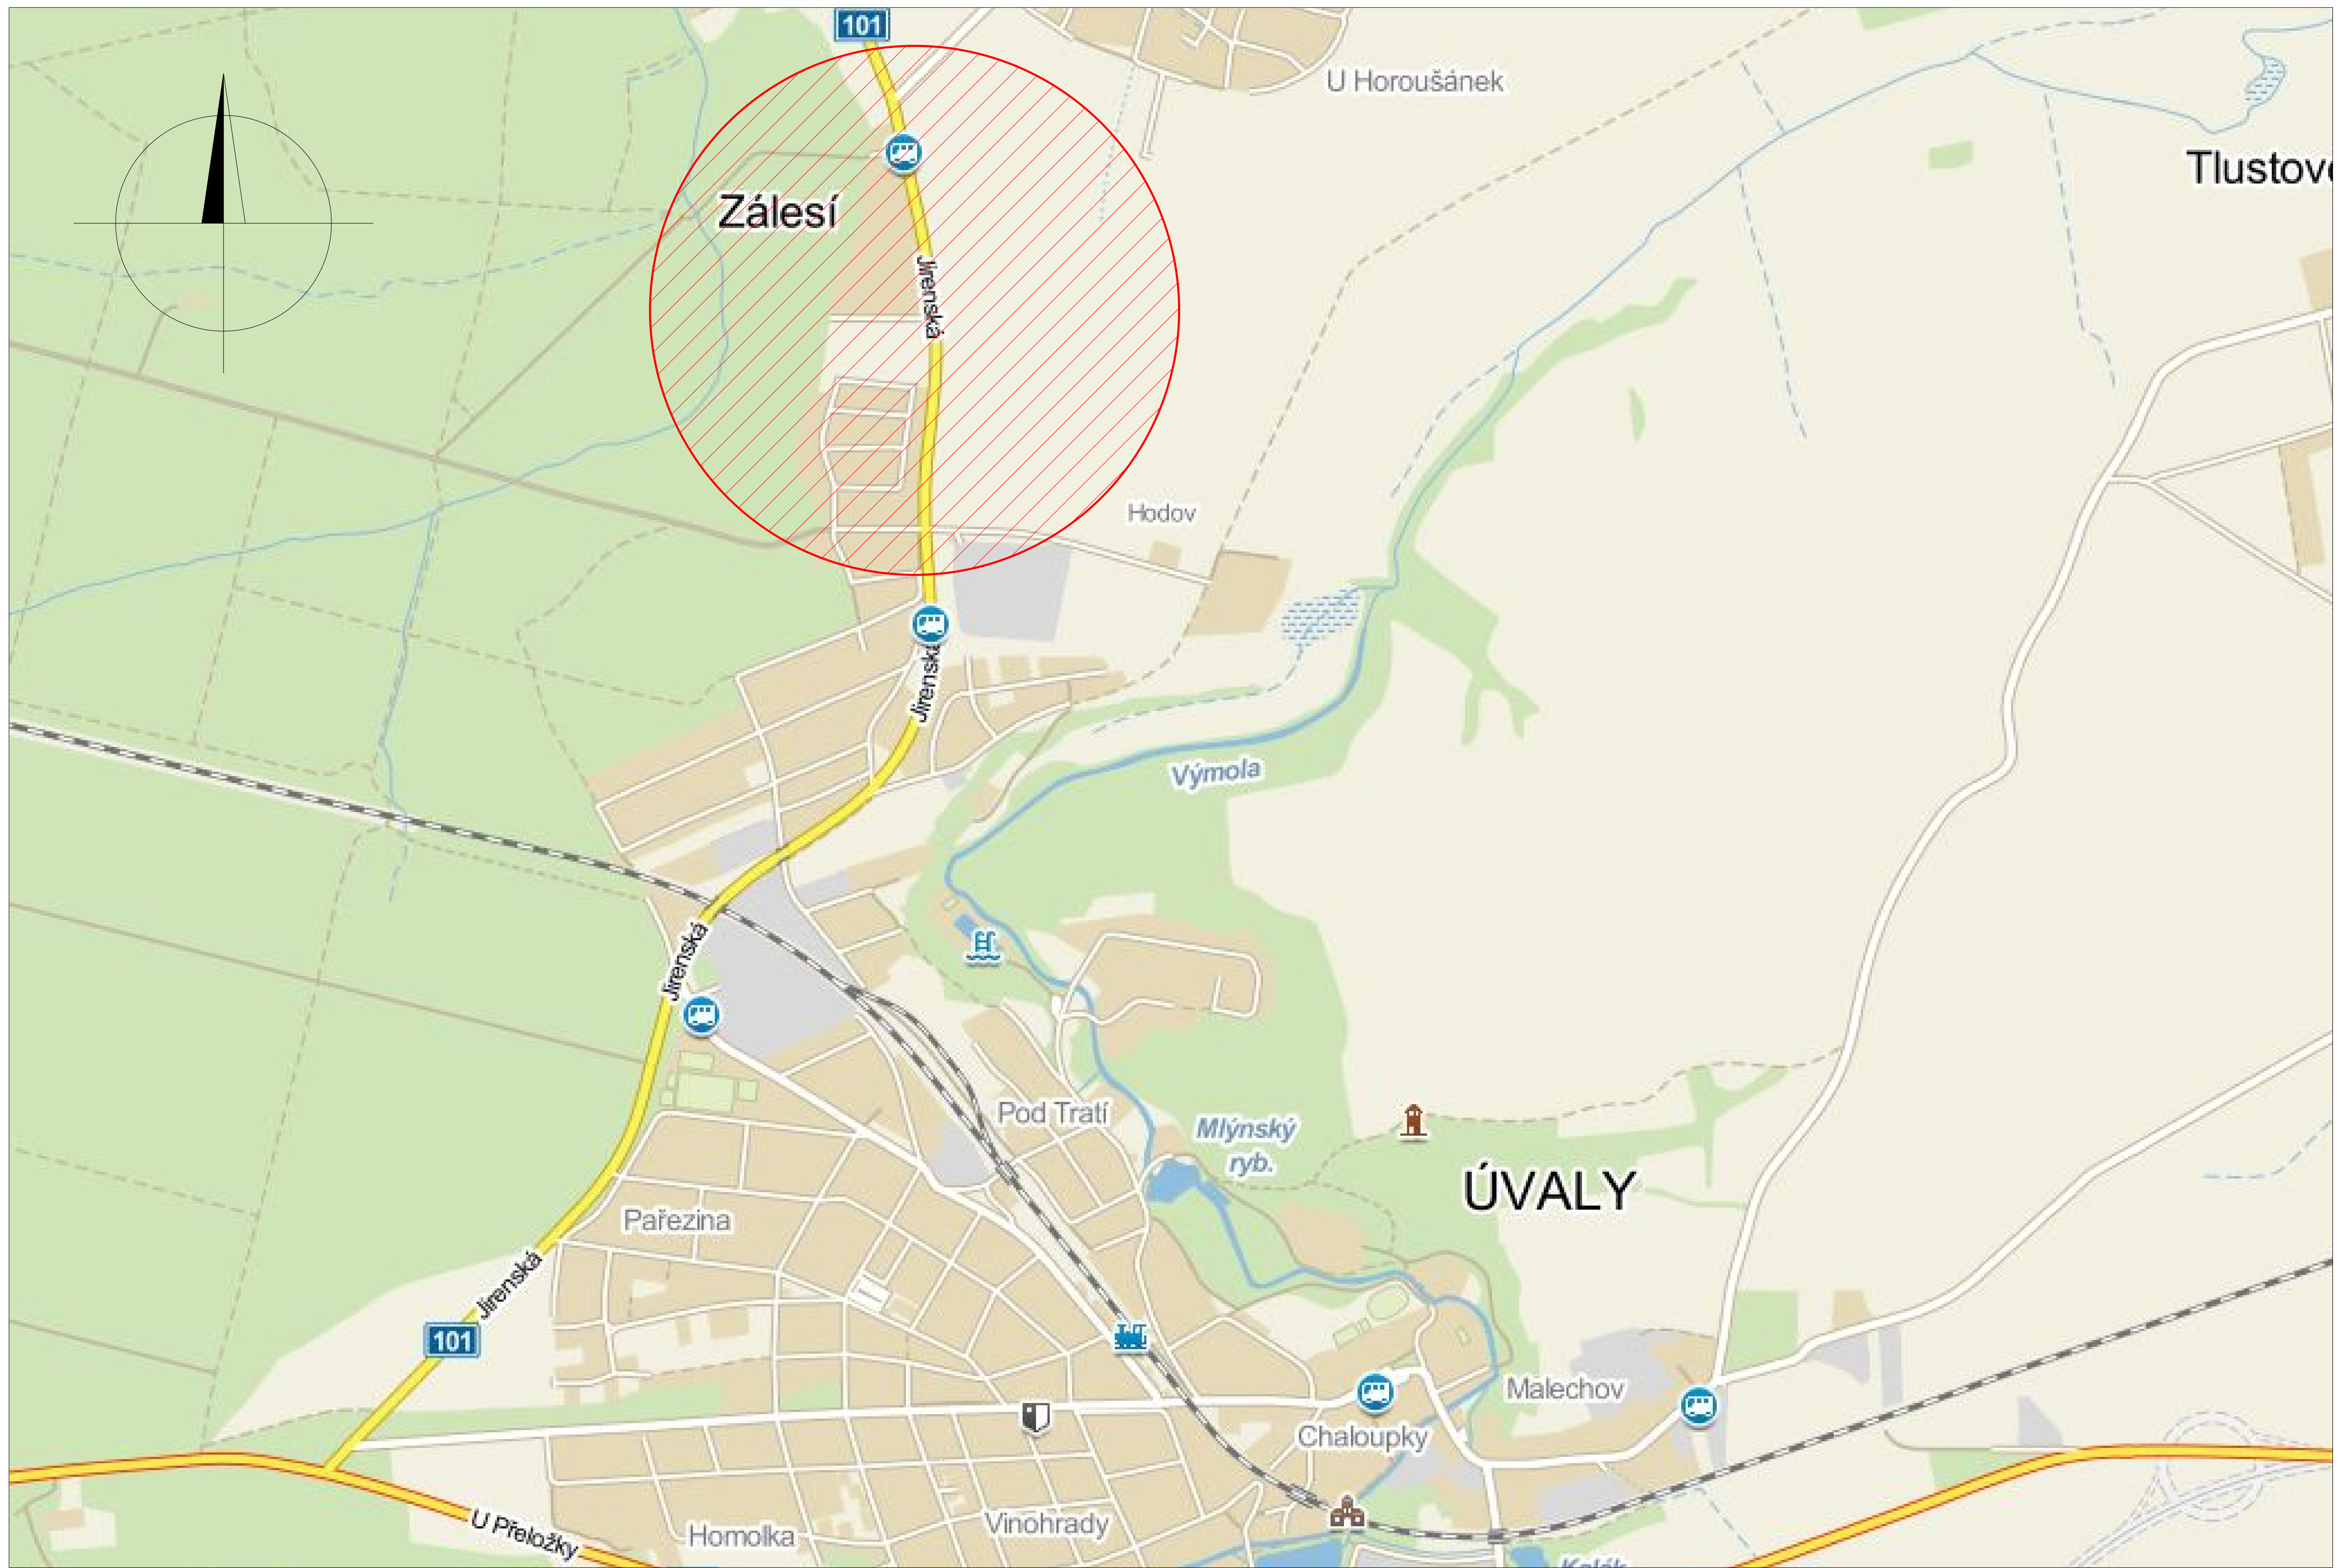 101
U Horoušánek
Tlustov
Zálesí
Jirenská
Hodov
Jirenská
Výmola
Jirenská
Pod Tratí
Mlýnský
ryb.
ÚVALY
Pařezina
Jirenská
101
Malechov
Chaloupky
U Přeložky
Homolka
Vinohrady